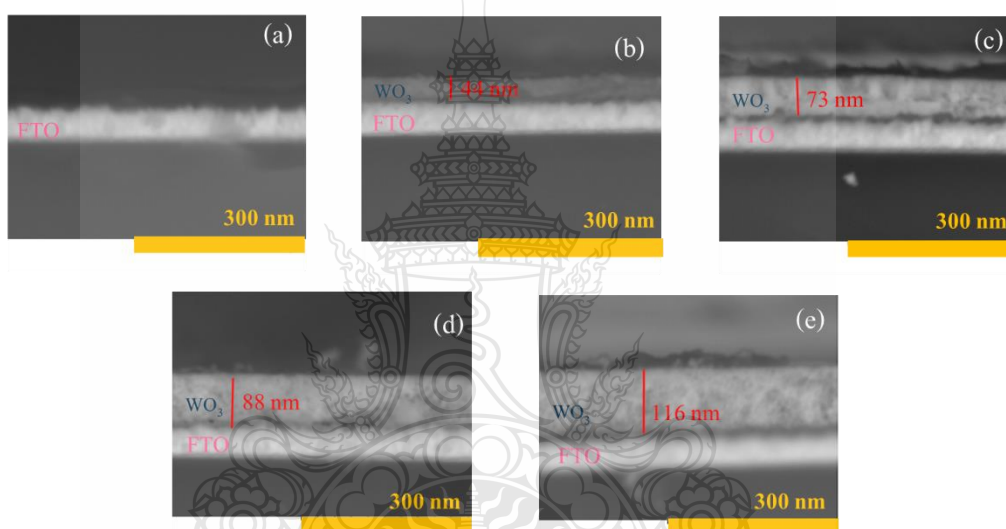 (a)
FTO
300 nm
(b)
WO₃
44 nm
FTO
300 nm
(c)
WO₃
73 nm
FTO
300 nm
(d)
WO₃
88 nm
FTO
300 nm
(e)
WO₃
116 nm
FTO
300 nm